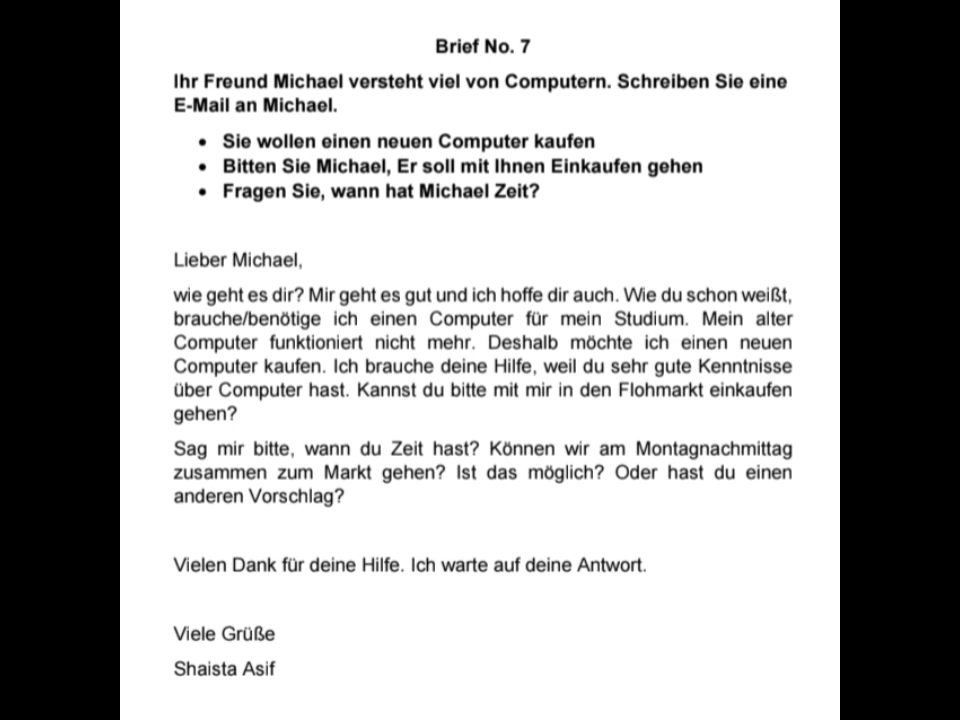 Brief No. 7
Ihr Freund Michael versteht viel von Computern. Schreiben Sie eine
E-Mail an Michael.
• Sie wollen einen neuen Computer kaufen
• Bitten Sie Michael, Er soll mit Ihnen Einkaufen gehen
• Fragen Sie, wann hat Michael Zeit?
Lieber Michael,
wie geht es dir? Mir geht es gut und ich hoffe dir auch. Wie du schon weißt,
brauche/benötige ich einen Computer für mein Studium. Mein alter
Computer funktioniert nicht mehr. Deshalb möchte ich einen neuen
Computer kaufen. Ich brauche deine Hilfe, weil du sehr gute Kenntnisse
über Computer hast. Kannst du bitte mit mir in den Flohmarkt einkaufen
gehen?
Sag mir bitte, wann du Zeit hast? Können wir am Montagnachmittag
zusammen zum Markt gehen? Ist das möglich? Oder hast du einen
anderen Vorschlag?
Vielen Dank für deine Hilfe. Ich warte auf deine Antwort.
Viele Grüße
Shaista Asif